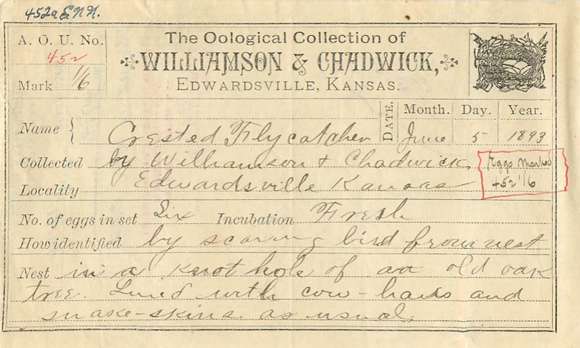 452a E.N.N.
A. O. U. No.
452
Mark 1/6
The Oological Collection of
WILLIAMSON & CHADWICK,
EDWARDSVILLE, KANSAS.
DATE. Month. Day. Year.
Name } Crested Flycatcher June 5 1893
Collected by Williamson & Chadwick,
Locality Edwardsville Kansas
Eggs Marked
452 1/6
No. of eggs in set Six Incubation Fresh
How identified by scaring bird from nest
Nest in a knot hole of an old oak
tree. Lined with cow-hairs and
snake-skins as usual.